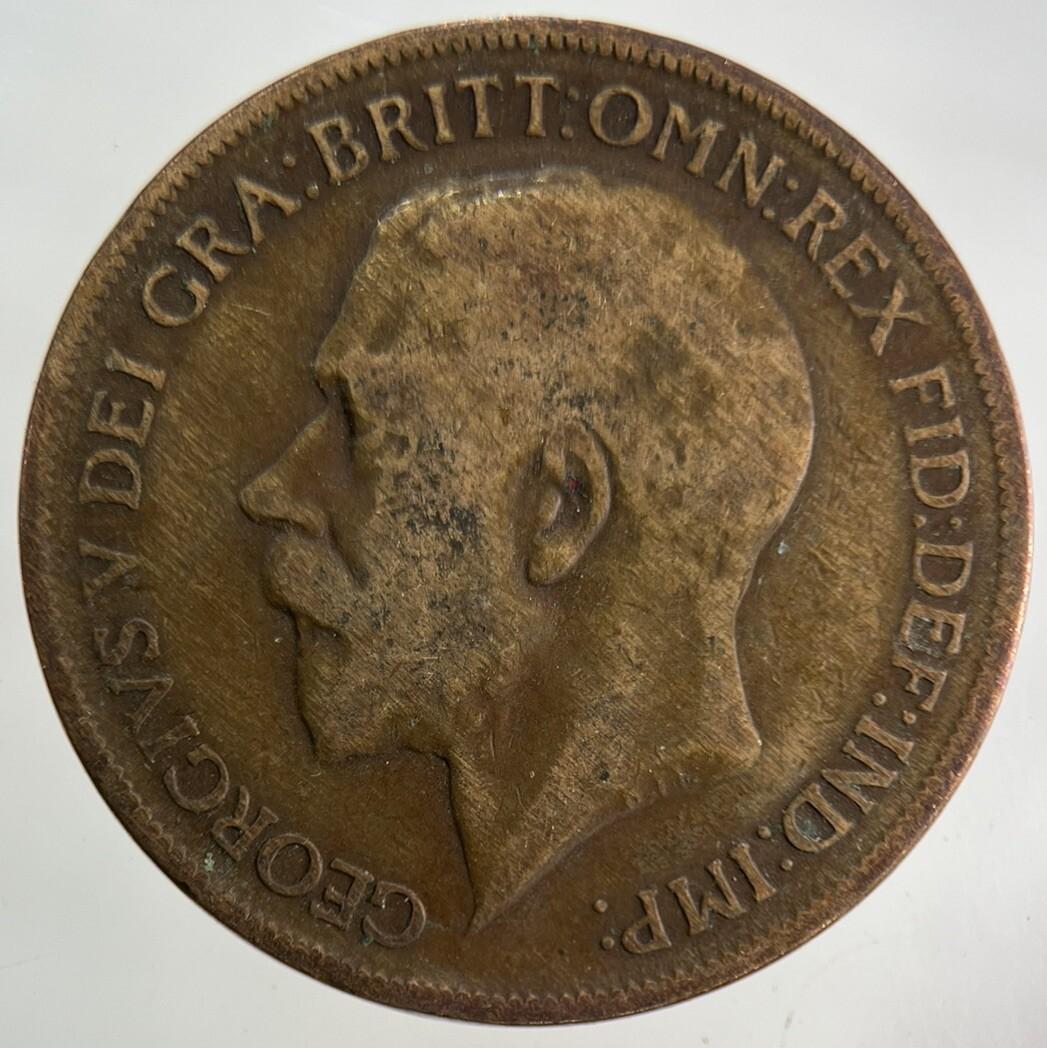 GEORGIVS V DEI GRA: BRITT: OMN: REX FID: DEF: IND: IMP: